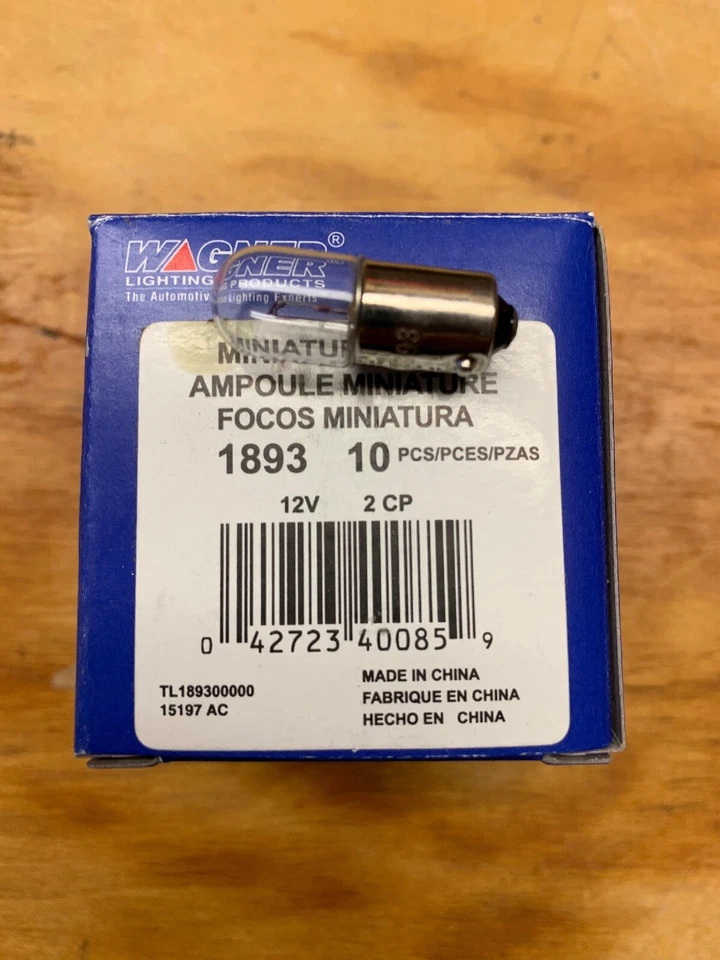 WAGNER®
LIGHTING PRODUCTS
The Automotive Lighting Experts
MINIATUR
AMPOULE MINIATURE
FOCOS MINIATURA
1893 10 PCS/PCES/PZAS
12V 2 CP
0 42723 40085 9
TL189300000
15197 AC
MADE IN CHINA
FABRIQUE EN CHINA
HECHO EN CHINA